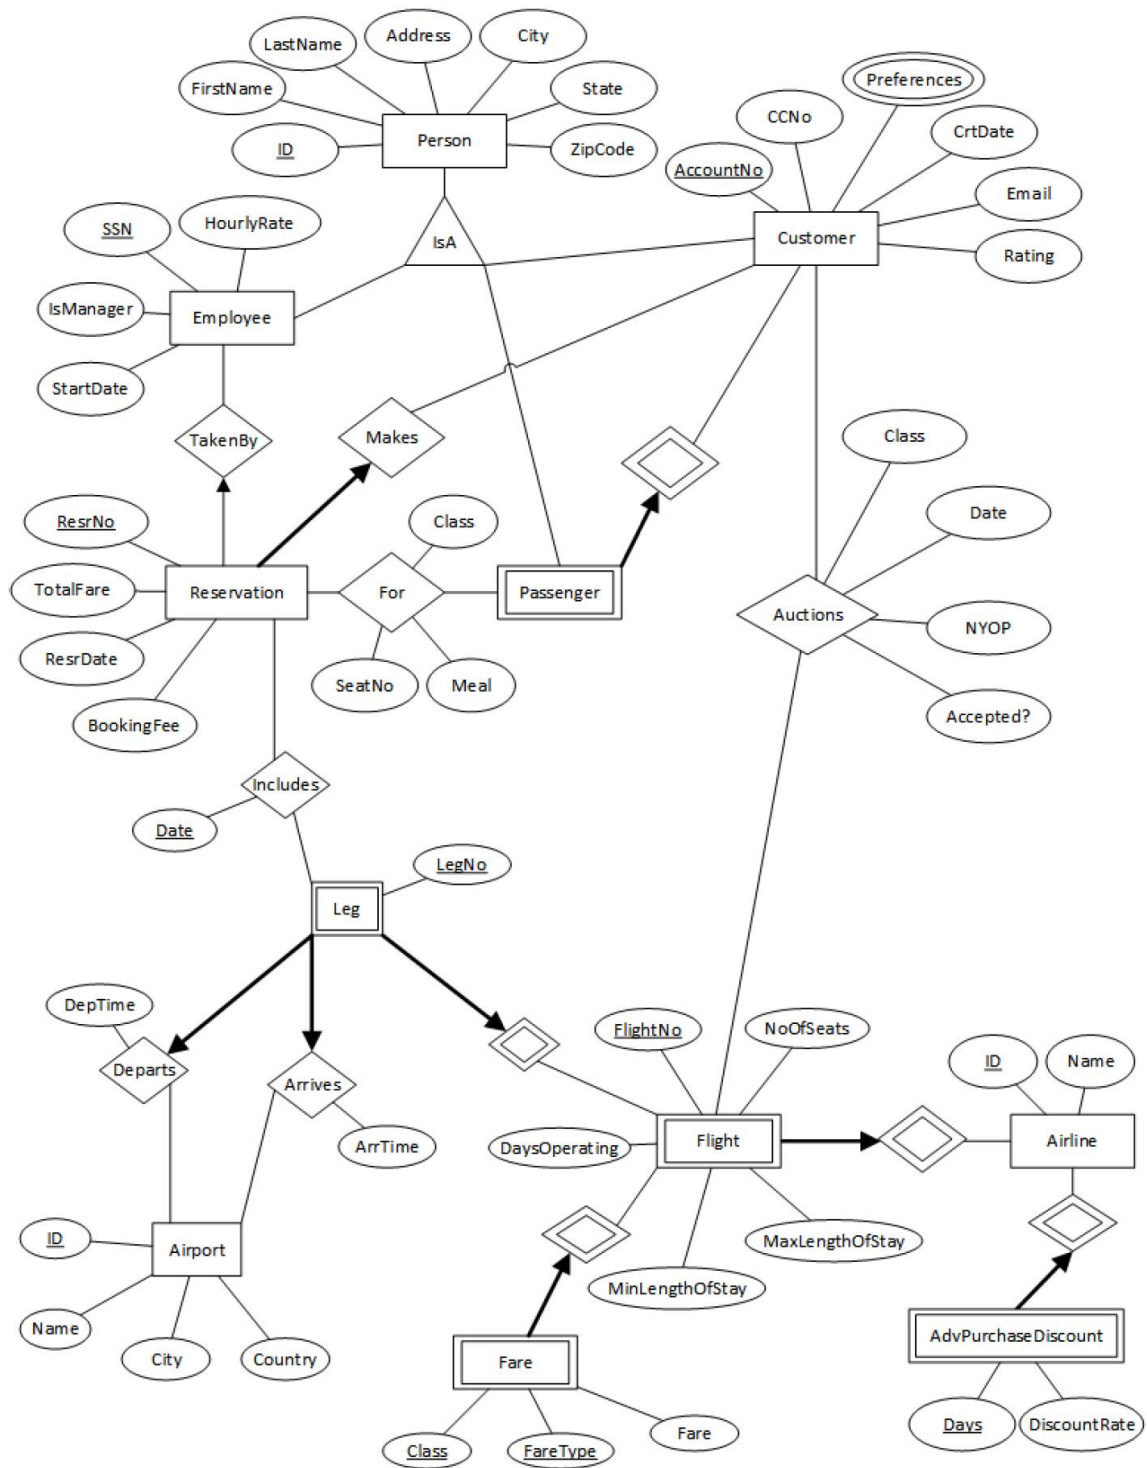 LastName
Address
City
FirstName
State
ID
Person
ZipCode
Preferences
CCNo
CrtDate
AccountNo
Email
Customer
Rating
IsA
SSN
HourlyRate
IsManager
Employee
StartDate
TakenBy
Makes
Class
Date
NYOP
Accepted?
Auctions
ResrNo
Class
TotalFare
Reservation
For
Passenger
ResrDate
SeatNo
Meal
BookingFee
Includes
Date
LegNo
Leg
DepTime
Departs
Arrives
ArrTime
FlightNo
NoOfSeats
DaysOperating
Flight
MinLengthOfStay
MaxLengthOfStay
ID
Name
Airline
ID
Airport
Name
City
Country
Fare
Class
FareType
Fare
AdvPurchaseDiscount
Days
DiscountRate